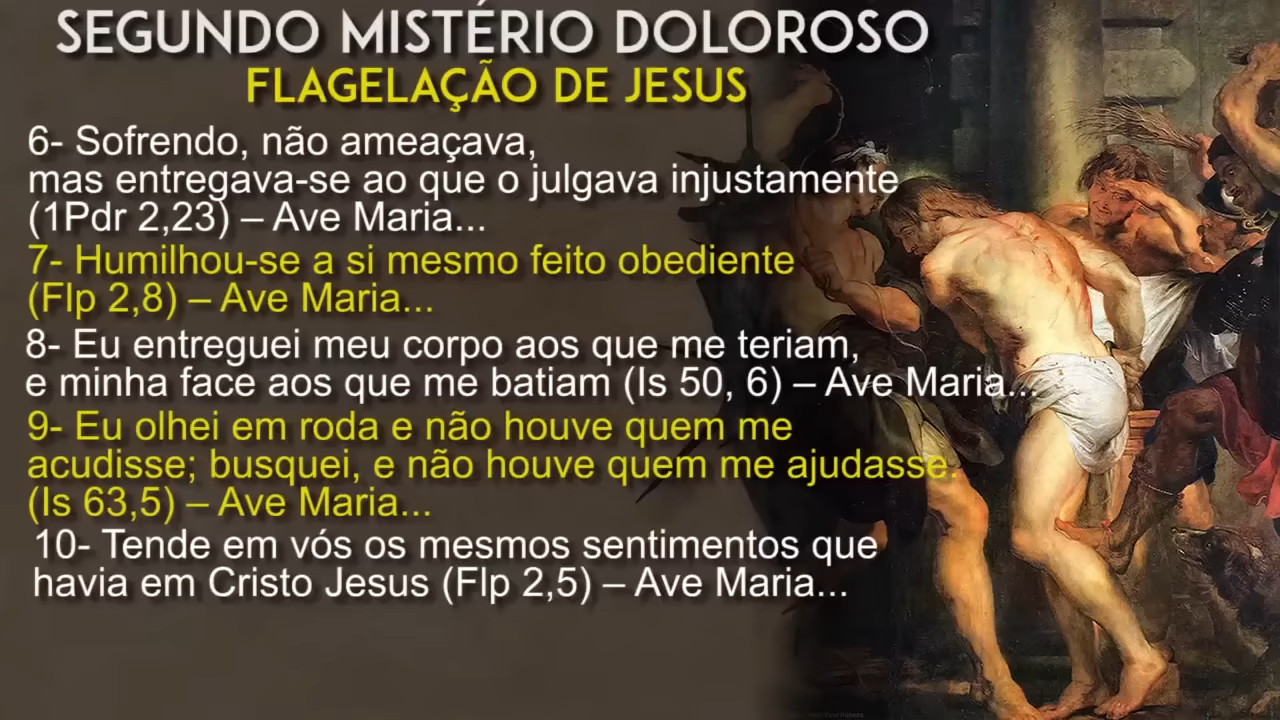 SEGUNDO MISTÉRIO DOLOROSO
FLAGELAÇÃO DE JESUS
6- Sofrendo, não ameaçava,
mas entregava-se ao que o julgava injustamente
(1Pdr 2,23) – Ave Maria...
7- Humilhou-se a si mesmo feito obediente
(Flp 2,8) – Ave Maria...
8- Eu entreguei meu corpo aos que me teriam,
e minha face aos que me batiam (Is 50, 6) – Ave Maria...
9- Eu olhei em roda e não houve quem me
acudisse; busquei, e não houve quem me ajudasse.
(Is 63,5) – Ave Maria...
10- Tende em vós os mesmos sentimentos que
havia em Cristo Jesus (Flp 2,5) – Ave Maria...